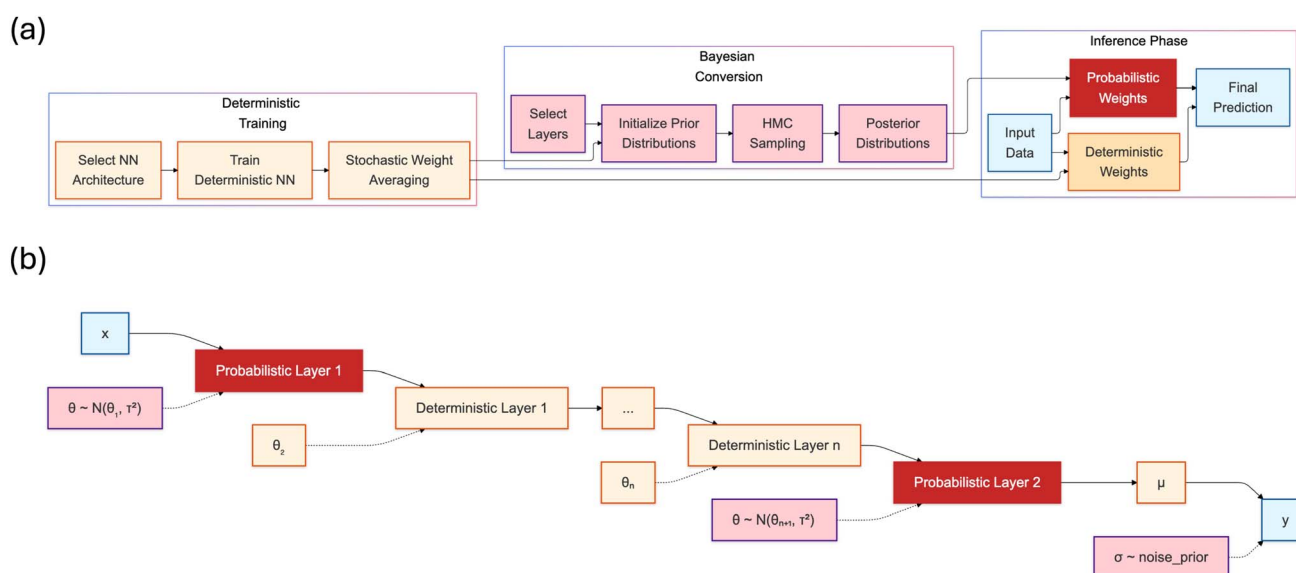 (a)
Deterministic
Training
Select NN
Architecture
Train
Deterministic NN
Stochastic Weight
Averaging
Bayesian
Conversion
Select
Layers
Initialize Prior
Distributions
HMC
Sampling
Posterior
Distributions
Inference Phase
Input
Data
Probabilistic
Weights
Deterministic
Weights
Final
Prediction
(b)
x
Probabilistic Layer 1
θ ~ N(θ₁, τ²)
Deterministic Layer 1
θ₂
...
Deterministic Layer n
θₙ
Probabilistic Layer 2
θ ~ N(θₙ₊₁, τ²)
μ
y
σ ~ noise_prior